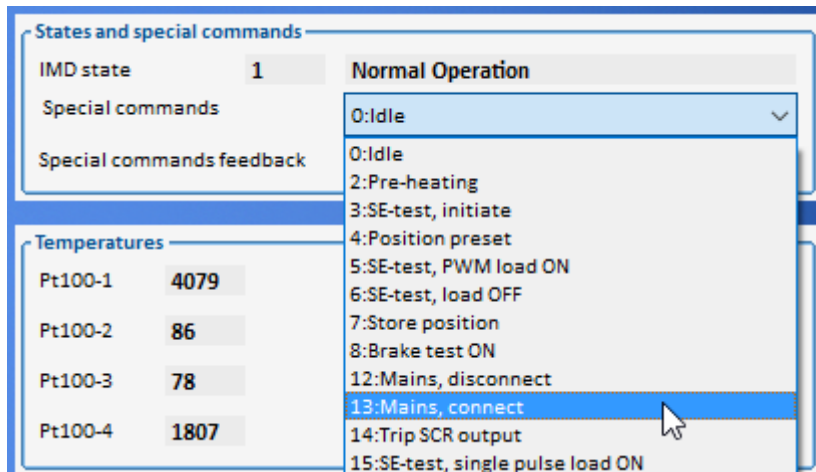 States and special commands
IMD state 1 Normal Operation
Special commands 0:Idle
Special commands feedback
0:Idle
2:Pre-heating
3:SE-test, initiate
4:Position preset
5:SE-test, PWM load ON
6:SE-test, load OFF
7:Store position
8:Brake test ON
12:Mains, disconnect
13:Mains, connect
14:Trip SCR output
15:SE-test, single pulse load ON
Temperatures
Pt100-1 4079
Pt100-2 86
Pt100-3 78
Pt100-4 1807